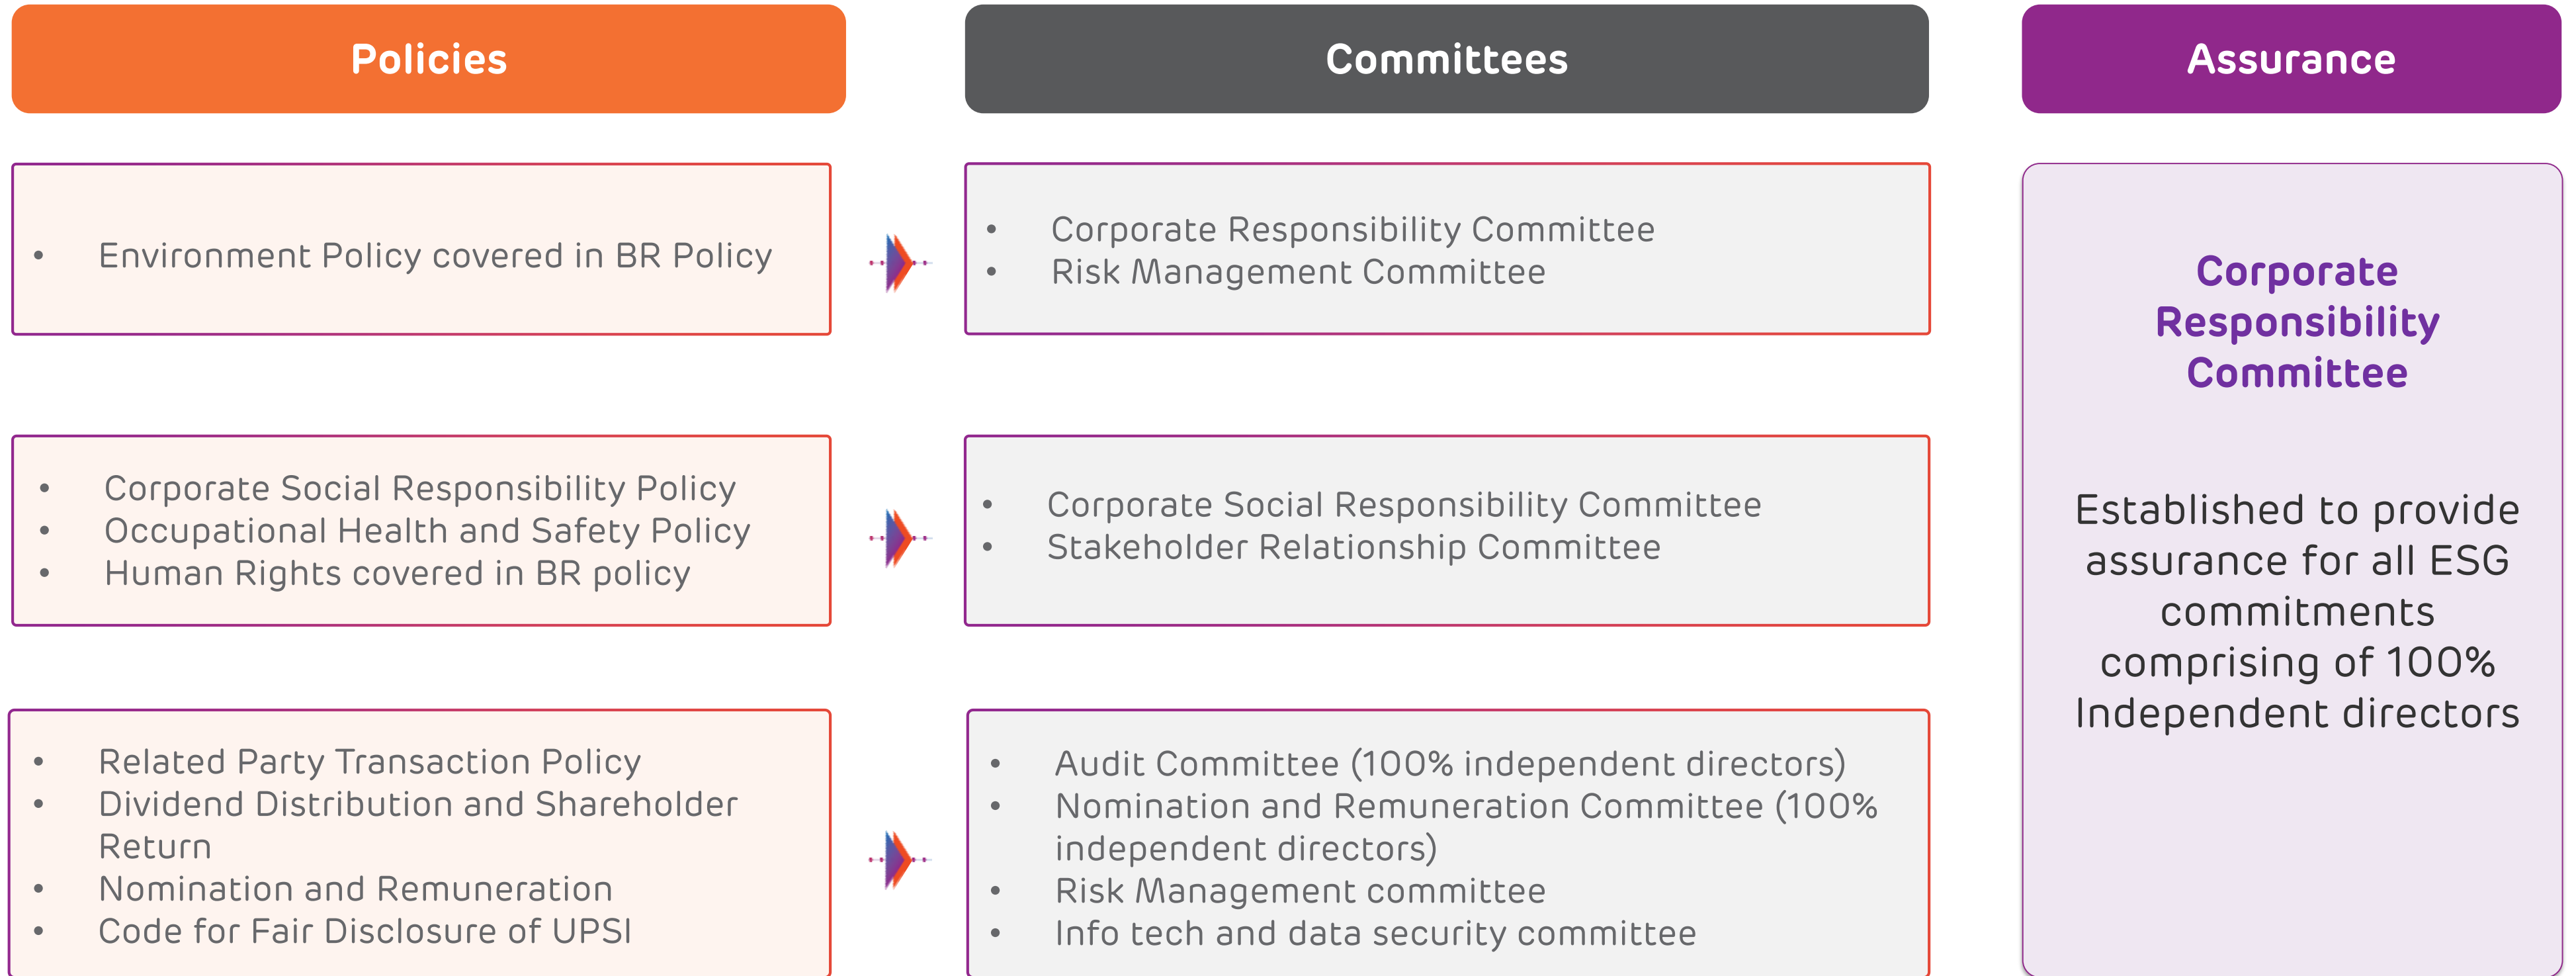 Policies
Committees
Assurance
• Environment Policy covered in BR Policy
• Corporate Responsibility Committee
• Risk Management Committee
• Corporate Social Responsibility Policy
• Occupational Health and Safety Policy
• Human Rights covered in BR policy
• Corporate Social Responsibility Committee
• Stakeholder Relationship Committee
• Related Party Transaction Policy
• Dividend Distribution and Shareholder
Return
• Nomination and Remuneration
• Code for Fair Disclosure of UPSI
• Audit Committee (100% independent directors)
• Nomination and Remuneration Committee (100%
independent directors)
• Risk Management committee
• Info tech and data security committee
Corporate
Responsibility
Committee
Established to provide
assurance for all ESG
commitments
comprising of 100%
Independent directors